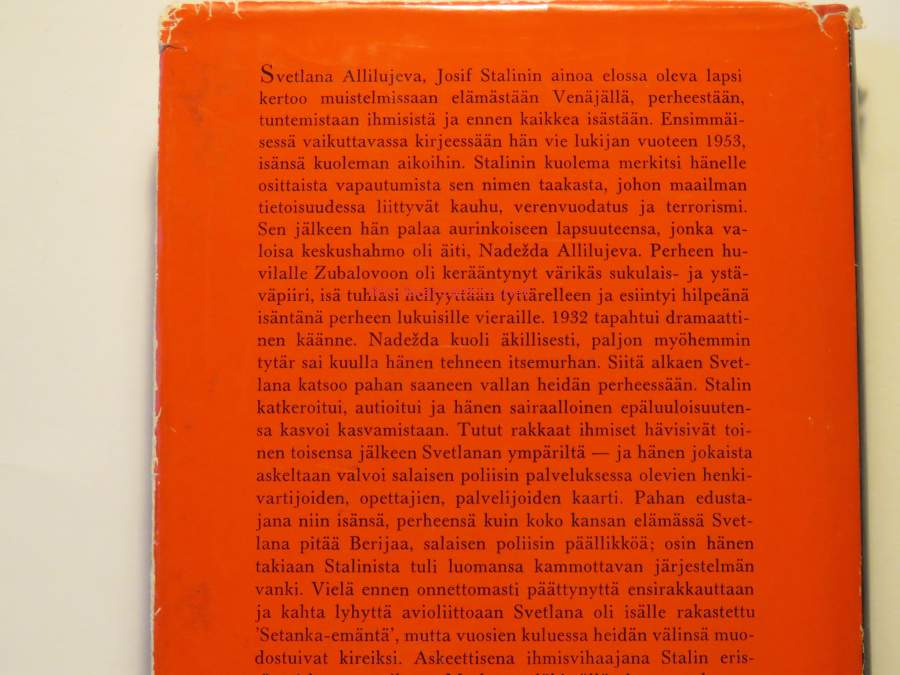 Svetlana Allilujeva, Josif Stalinin ainoa elossa oleva lapsi
kertoo muistelmissaan elämästään Venäjällä, perheestään,
tuntemistaan ihmisistä ja ennen kaikkea isästään. Ensimmäi-
sessä vaikuttavassa kirjeessään hän vie lukijan vuoteen 1953,
isänsä kuoleman aikoihin. Stalinin kuolema merkitsi hänelle
osittaista vapautumista sen nimen taakasta, johon maailman
tietoisuudessa liittyvät kauhu, verenvuodatus ja terrorismi.
Sen jälkeen hän palaa aurinkoiseen lapsuuteensa, jonka va-
loisa keskushahmo oli äiti, Nadežda Allilujeva. Perheen hu-
vilalle Zubalovoon oli kerääntynyt värikäs sukulais- ja ystä-
väpiiri, isä tuhlasi hellyyttään tyttärelleen ja esiintyi hilpeänä
isäntänä perheen lukuisille vieraille. 1932 tapahtui dramaatti-
nen käänne. Nadežda kuoli äkillisesti, paljon myöhemmin
tytär sai kuulla hänen tehneen itsemurhan. Siitä alkaen Svet-
lana katsoo pahan saaneen vallan heidän perheessään. Stalin
katkeroitui, autioitui ja hänen sairaalloinen epäluuloisuuten-
sa kasvoi kasvamistaan. Tutut rakkaat ihmiset hävisivät toi-
nen toisensa jälkeen Svetlanan ympäriltä — ja hänen jokaista
askeltaan valvoi salaisen poliisin palveluksessa olevien henki-
vartijoiden, opettajien, palvelijoiden kaarti. Pahan edusta-
jana niin isänsä, perheensä kuin koko kansan elämässä Svet-
lana pitää Berijaa, salaisen poliisin päällikköä; osin hänen
takiaan Stalinista tuli luomansa kammottavan järjestelmän
vanki. Vielä ennen onnettomasti päättynyttä ensirakkauttaan
ja kahta lyhyttä avioliittoaan Svetlana oli isälle rakastettu
'Setanka-emäntä', mutta vuosien kuluessa heidän välinsä muo-
dostuivat kireiksi. Askeettisena ihmisvihaajana Stalin eris-